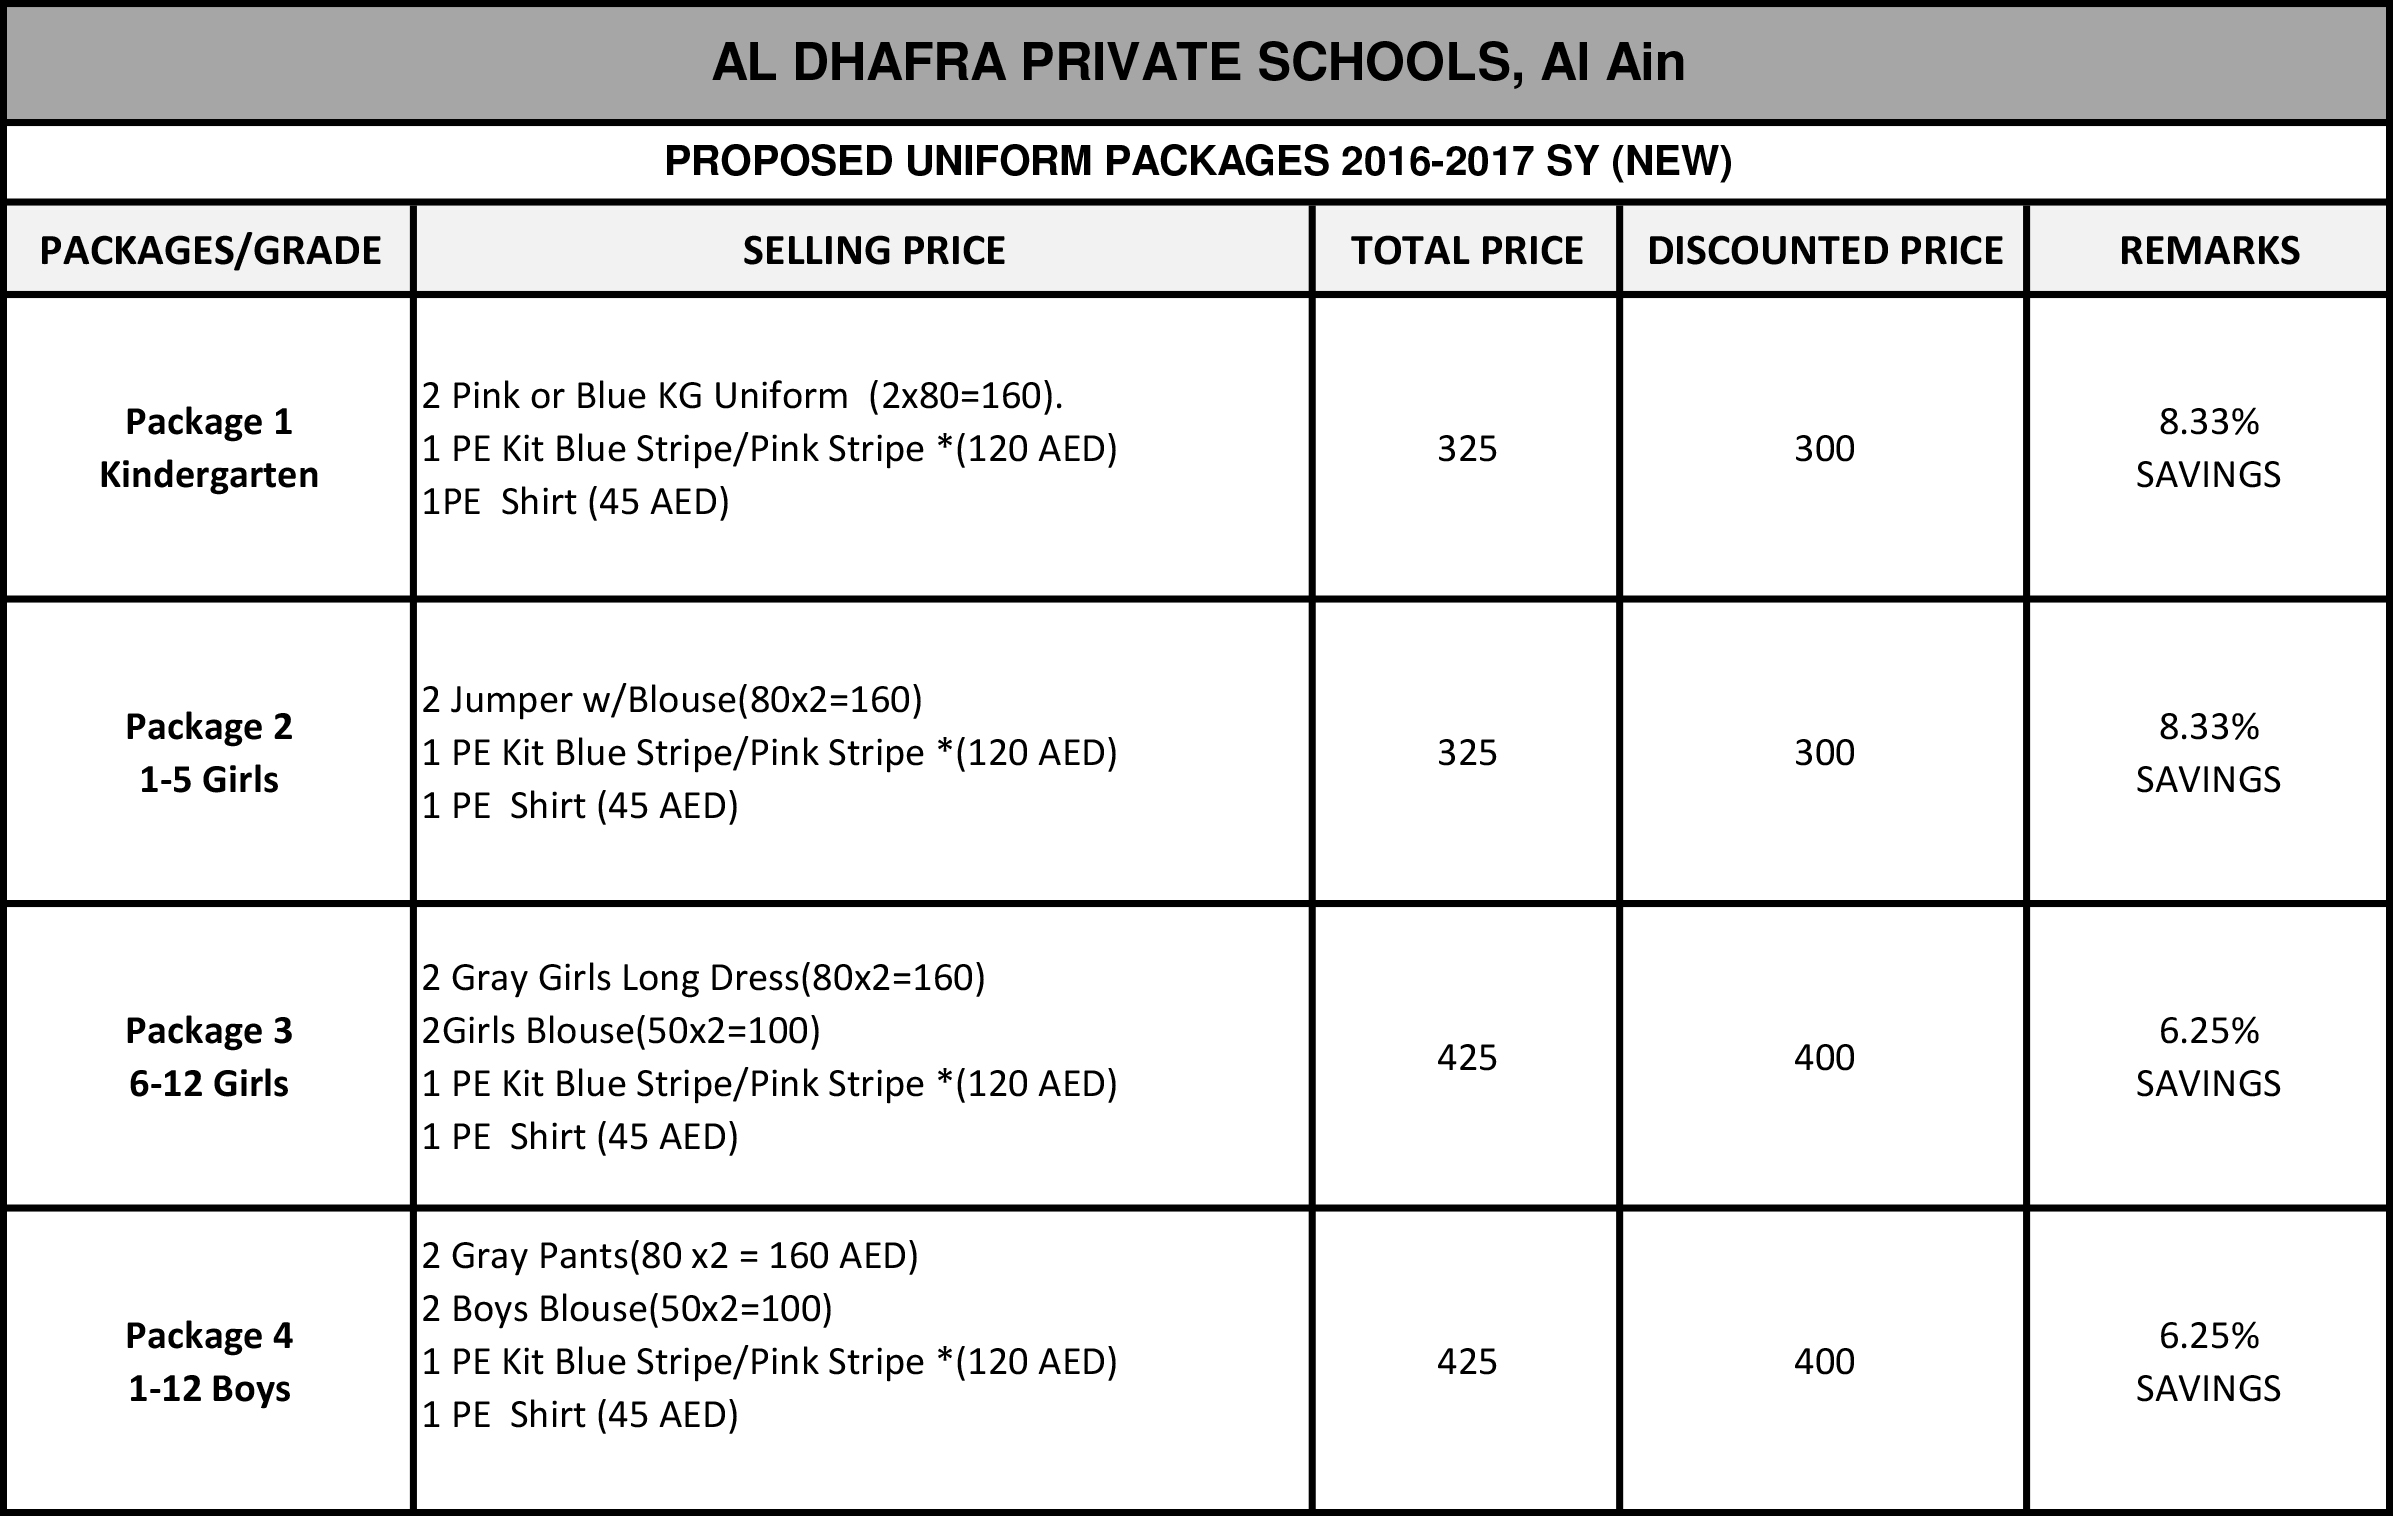 AL DHAFRA PRIVATE SCHOOLS, Al Ain
PROPOSED UNIFORM PACKAGES 2016-2017 SY (NEW)
PACKAGES/GRADE SELLING PRICE TOTAL PRICE DISCOUNTED PRICE REMARKS
Package 1
Kindergarten
2 Pink or Blue KG Uniform  (2x80=160).
1 PE Kit Blue Stripe/Pink Stripe *(120 AED)
1PE  Shirt (45 AED)
325
300
8.33%
SAVINGS
Package 2
1-5 Girls
2 Jumper w/Blouse(80x2=160)
1 PE Kit Blue Stripe/Pink Stripe *(120 AED)
1 PE  Shirt (45 AED)
325
300
8.33%
SAVINGS
Package 3
6-12 Girls
2 Gray Girls Long Dress(80x2=160)
2Girls Blouse(50x2=100)
1 PE Kit Blue Stripe/Pink Stripe *(120 AED)
1 PE  Shirt (45 AED)
425
400
6.25%
SAVINGS
Package 4
1-12 Boys
2 Gray Pants(80 x2 = 160 AED)
2 Boys Blouse(50x2=100)
1 PE Kit Blue Stripe/Pink Stripe *(120 AED)
1 PE  Shirt (45 AED)
425
400
6.25%
SAVINGS